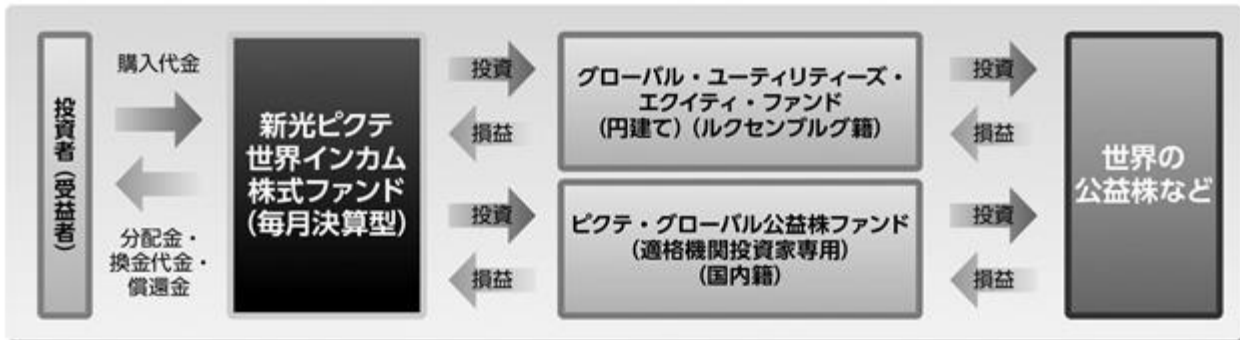 投資者（受益者）
購入代金
分配金・
換金代金・
償還金
新光ピクテ
世界インカム
株式ファンド
（毎月決算型）
投資
損益
投資
損益
グローバル・ユーティリティーズ・
エクイティ・ファンド
（円建て）（ルクセンブルグ籍）
ピクテ・グローバル公益株ファンド
（適格機関投資家専用）
（国内籍）
投資
損益
投資
損益
世界の
公益株など